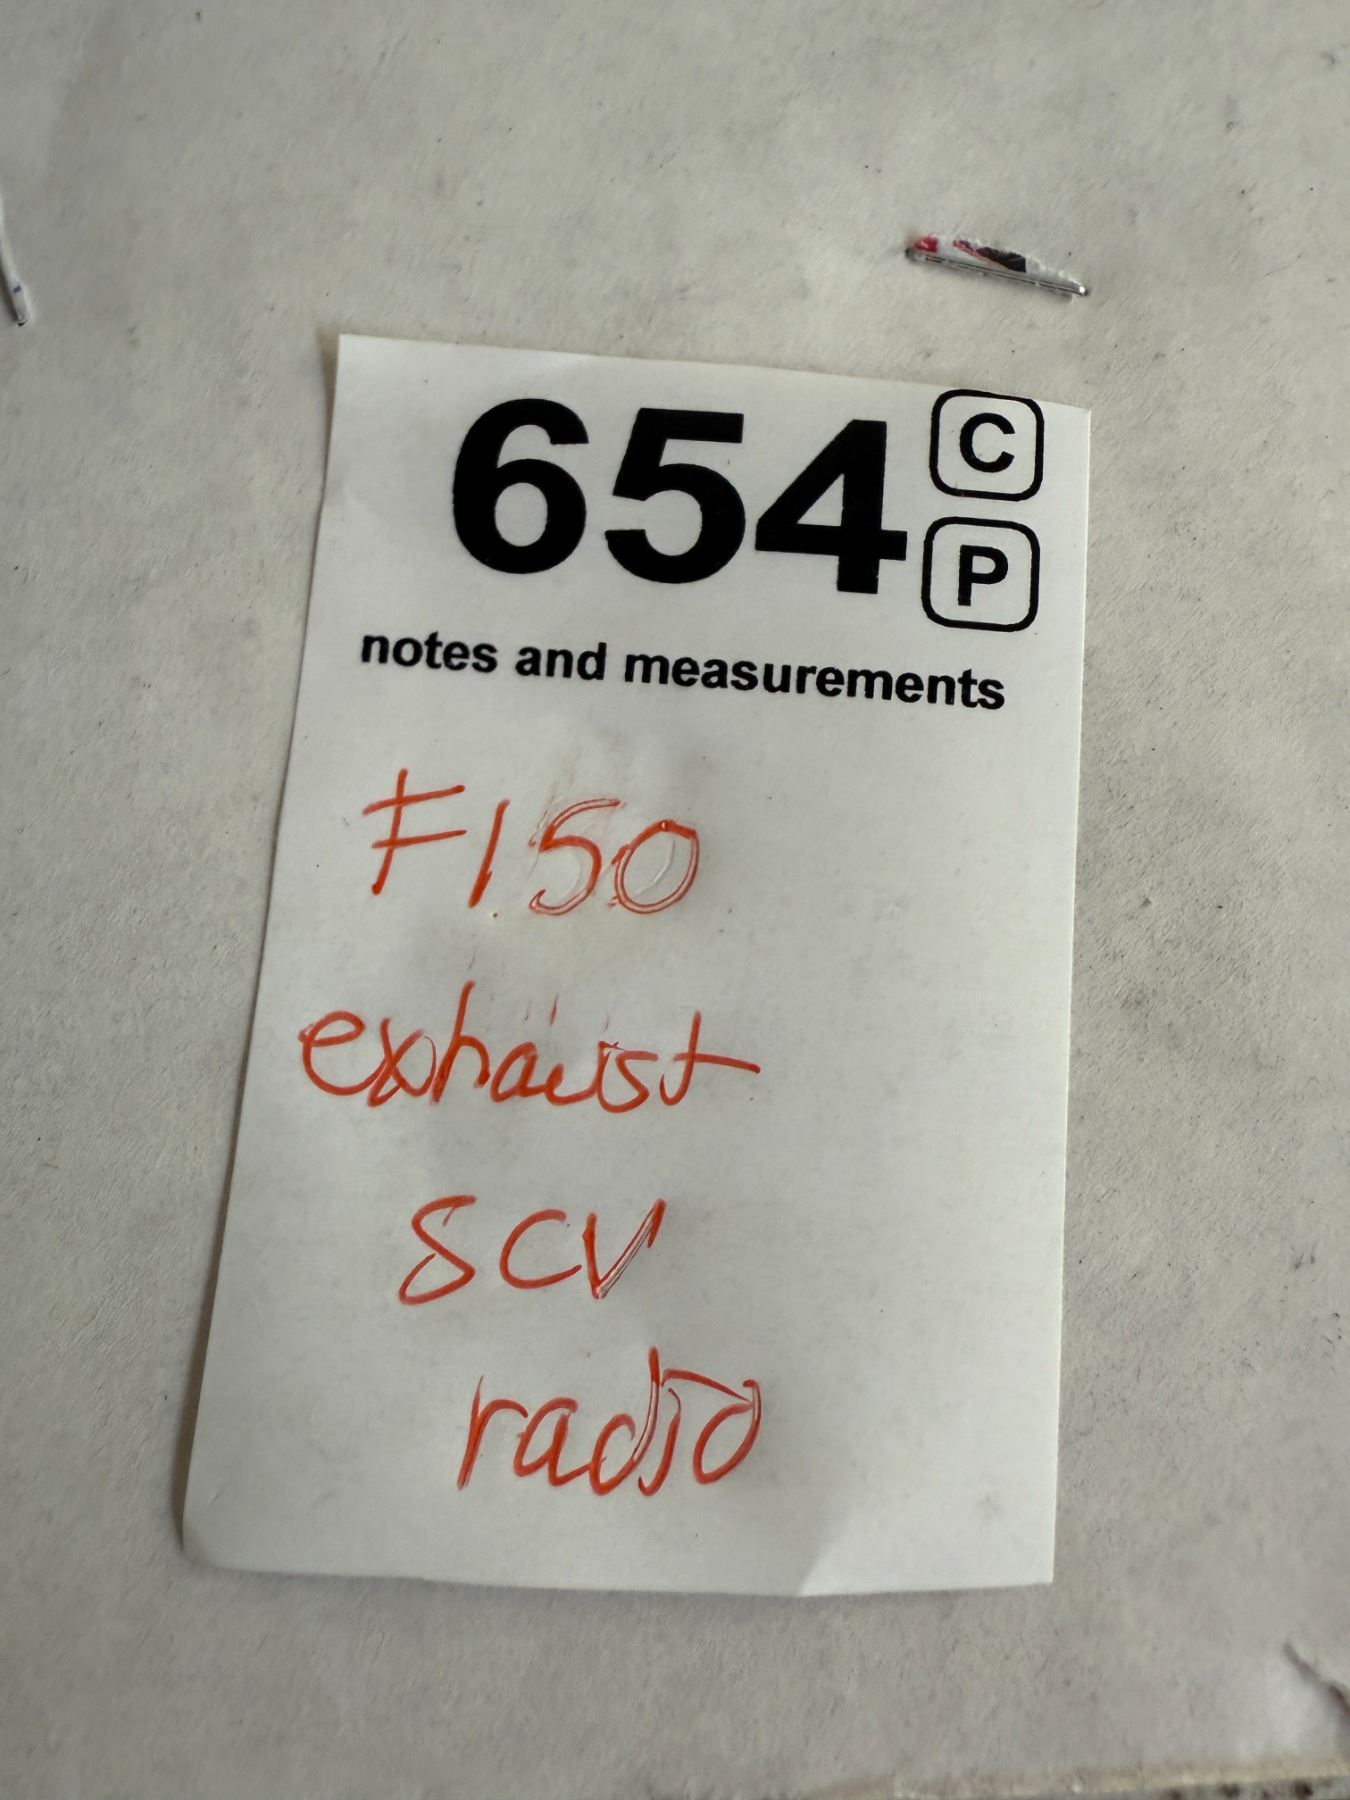 654 C
P
notes and measurements
F150
exhaust
SCV
radio